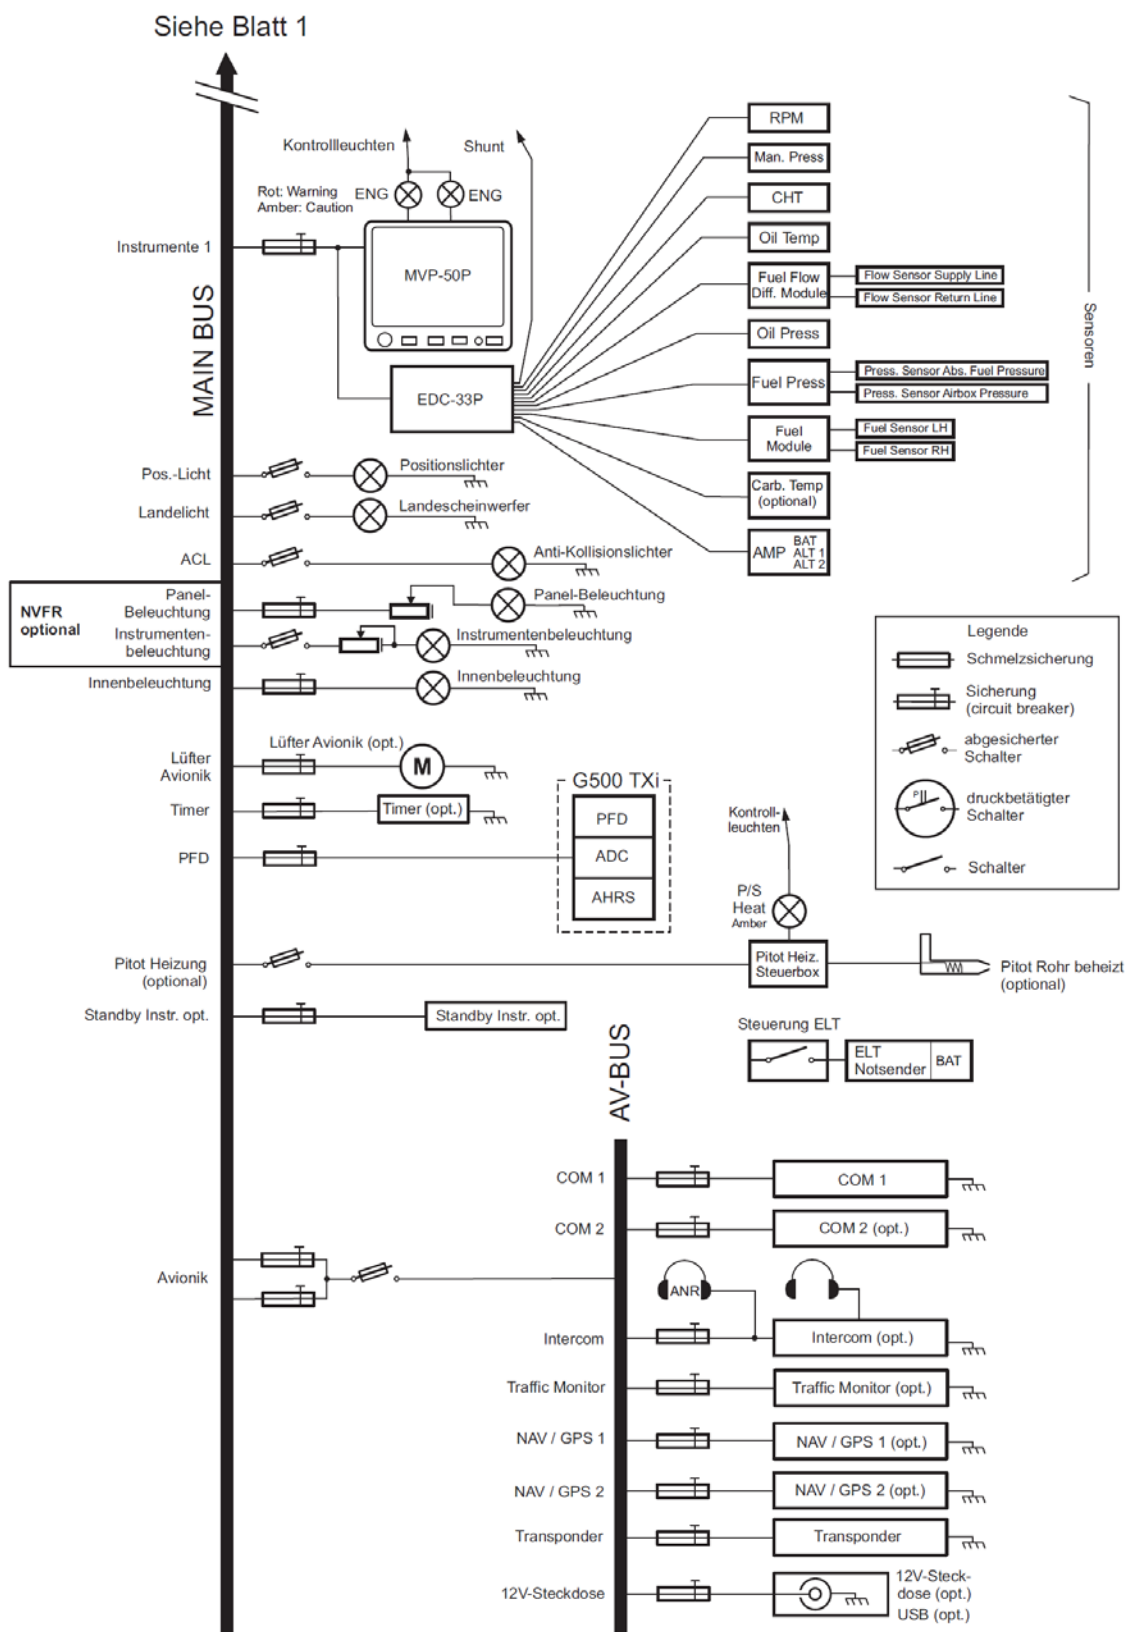 Siehe Blatt 1
MAIN BUS
Kontrollleuchten
Shunt
Rot: Warning
Amber: Caution
ENG
ENG
Instrumente 1
MVP-50P
EDC-33P
RPM
Man. Press
CHT
Oil Temp
Fuel Flow
Diff. Module
Flow Sensor Supply Line
Flow Sensor Return Line
Oil Press
Fuel Press
Press. Sensor Abs. Fuel Pressure
Press. Sensor Airbox Pressure
Fuel
Module
Fuel Sensor LH
Fuel Sensor RH
Carb. Temp
(optional)
AMP
BAT
ALT 1
ALT 2
Sensoren
Pos.-Licht
Positionslichter
Landelicht
Landescheinwerfer
ACL
Anti-Kollisionslichter
NVFR
optional
Panel-
Beleuchtung
Panel-Beleuchtung
Instrumenten-
beleuchtung
Instrumentenbeleuchtung
Innenbeleuchtung
Innenbeleuchtung
Legende
Schmelzsicherung
Sicherung
(circuit breaker)
abgesicherter
Schalter
P
druckbetätigter
Schalter
Schalter
Lüfter
Avionik
Lüfter Avionik (opt.)
M
Timer
Timer (opt.)
PFD
G500 TXi
PFD
ADC
AHRS
Kontroll-
leuchten
P/S
Heat
Amber
Pitot Heizung
(optional)
Pitot Heiz.
Steuerbox
Pitot Rohr beheizt
(optional)
Standby Instr. opt.
Standby Instr. opt.
Steuerung ELT
ELT
Notsender
BAT
AV-BUS
COM 1
COM 1
COM 2
COM 2 (opt.)
Avionik
ANR
Intercom
Intercom (opt.)
Traffic Monitor
Traffic Monitor (opt.)
NAV / GPS 1
NAV / GPS 1 (opt.)
NAV / GPS 2
NAV / GPS 2 (opt.)
Transponder
Transponder
12V-Steckdose
12V-Steck-
dose (opt.)
USB (opt.)